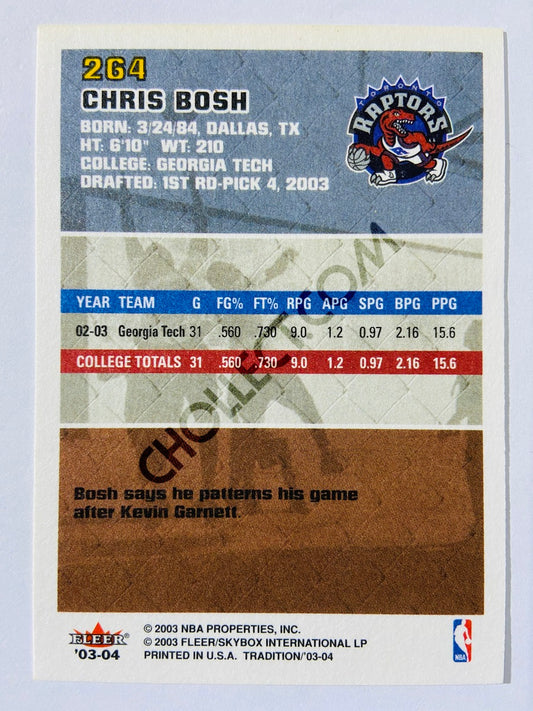 264
CHRIS BOSH
BORN: 3/24/84, DALLAS, TX
HT: 6'10" WT: 210
COLLEGE: GEORGIA TECH
DRAFTED: 1ST RD-PICK 4, 2003
TORONTO
RAPTORS
YEAR TEAM G FG% FT% RPG APG SPG BPG PPG
02-03 Georgia Tech 31 .560 .730 9.0 1.2 0.97 2.16 15.6
COLLEGE TOTALS 31 .560 .730 9.0 1.2 0.97 2.16 15.6
CHOLLECT.COM
Bosh says he patterns his game
after Kevin Garnett.
FLEER
'03-04
© 2003 NBA PROPERTIES, INC.
© 2003 FLEER/SKYBOX INTERNATIONAL LP
PRINTED IN U.S.A. TRADITION/'03-04
NBA